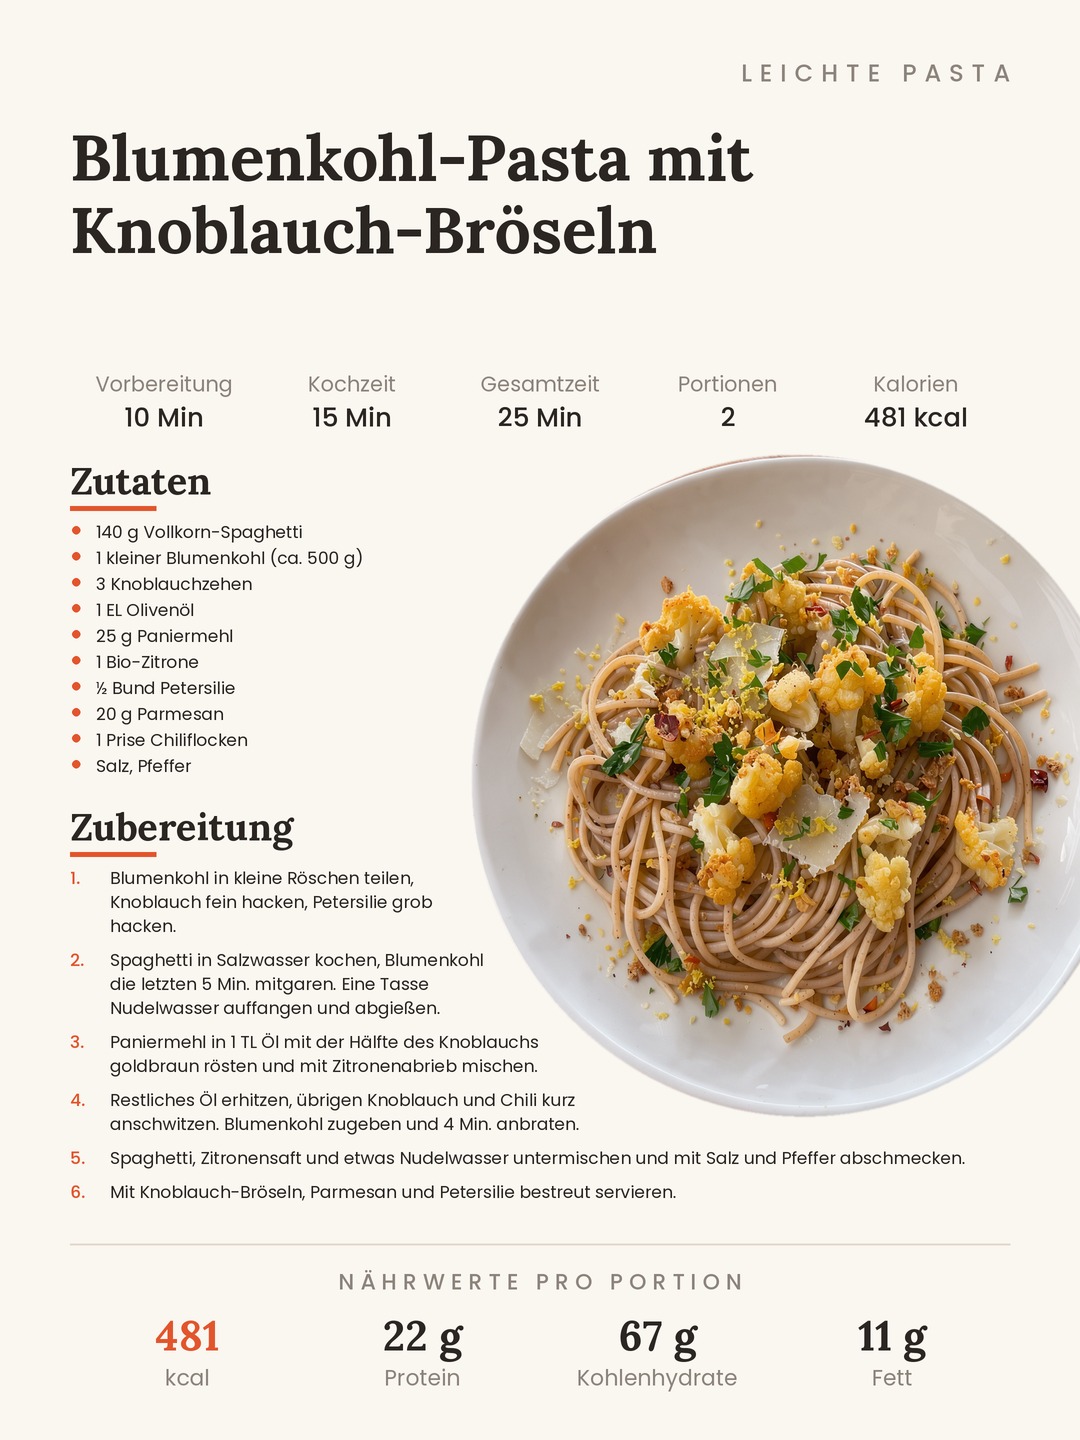 LEICHTE PASTA
Blumenkohl-Pasta mit
Knoblauch-Bröseln
Vorbereitung
10 Min
Kochzeit
15 Min
Gesamtzeit
25 Min
Portionen
2
Kalorien
481 kcal
Zutaten
140 g Vollkorn-Spaghetti
1 kleiner Blumenkohl (ca. 500 g)
3 Knoblauchzehen
1 EL Olivenöl
25 g Paniermehl
1 Bio-Zitrone
½ Bund Petersilie
20 g Parmesan
1 Prise Chiliflocken
Salz, Pfeffer
Zubereitung
1. Blumenkohl in kleine Röschen teilen,
Knoblauch fein hacken, Petersilie grob
hacken.
2. Spaghetti in Salzwasser kochen, Blumenkohl
die letzten 5 Min. mitgaren. Eine Tasse
Nudelwasser auffangen und abgießen.
3. Paniermehl in 1 TL Öl mit der Hälfte des Knoblauchs
goldbraun rösten und mit Zitronenabrieb mischen.
4. Restliches Öl erhitzen, übrigen Knoblauch und Chili kurz
anschwitzen. Blumenkohl zugeben und 4 Min. anbraten.
5. Spaghetti, Zitronensaft und etwas Nudelwasser untermischen und mit Salz und Pfeffer abschmecken.
6. Mit Knoblauch-Bröseln, Parmesan und Petersilie bestreut servieren.
NÄHRWERTE PRO PORTION
481
kcal
22 g
Protein
67 g
Kohlenhydrate
11 g
Fett